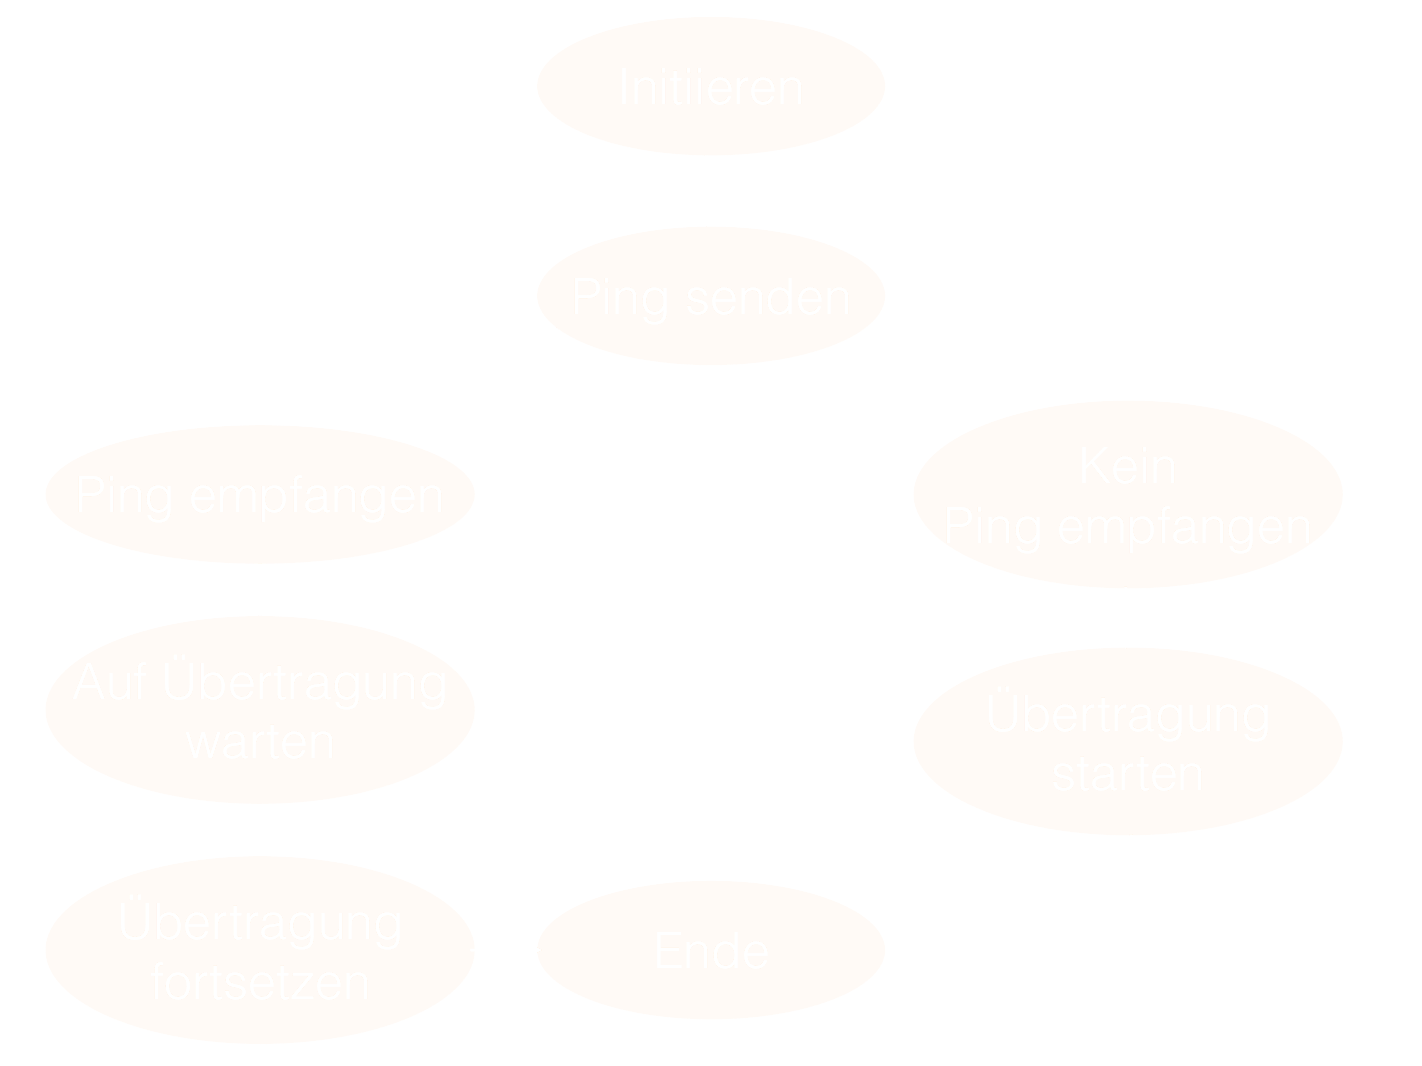 Initiieren
Ping senden
Ping empfangen
Kein
Ping empfangen
Auf Übertragung
warten
Übertragung
starten
Übertragung
fortsetzen
Ende